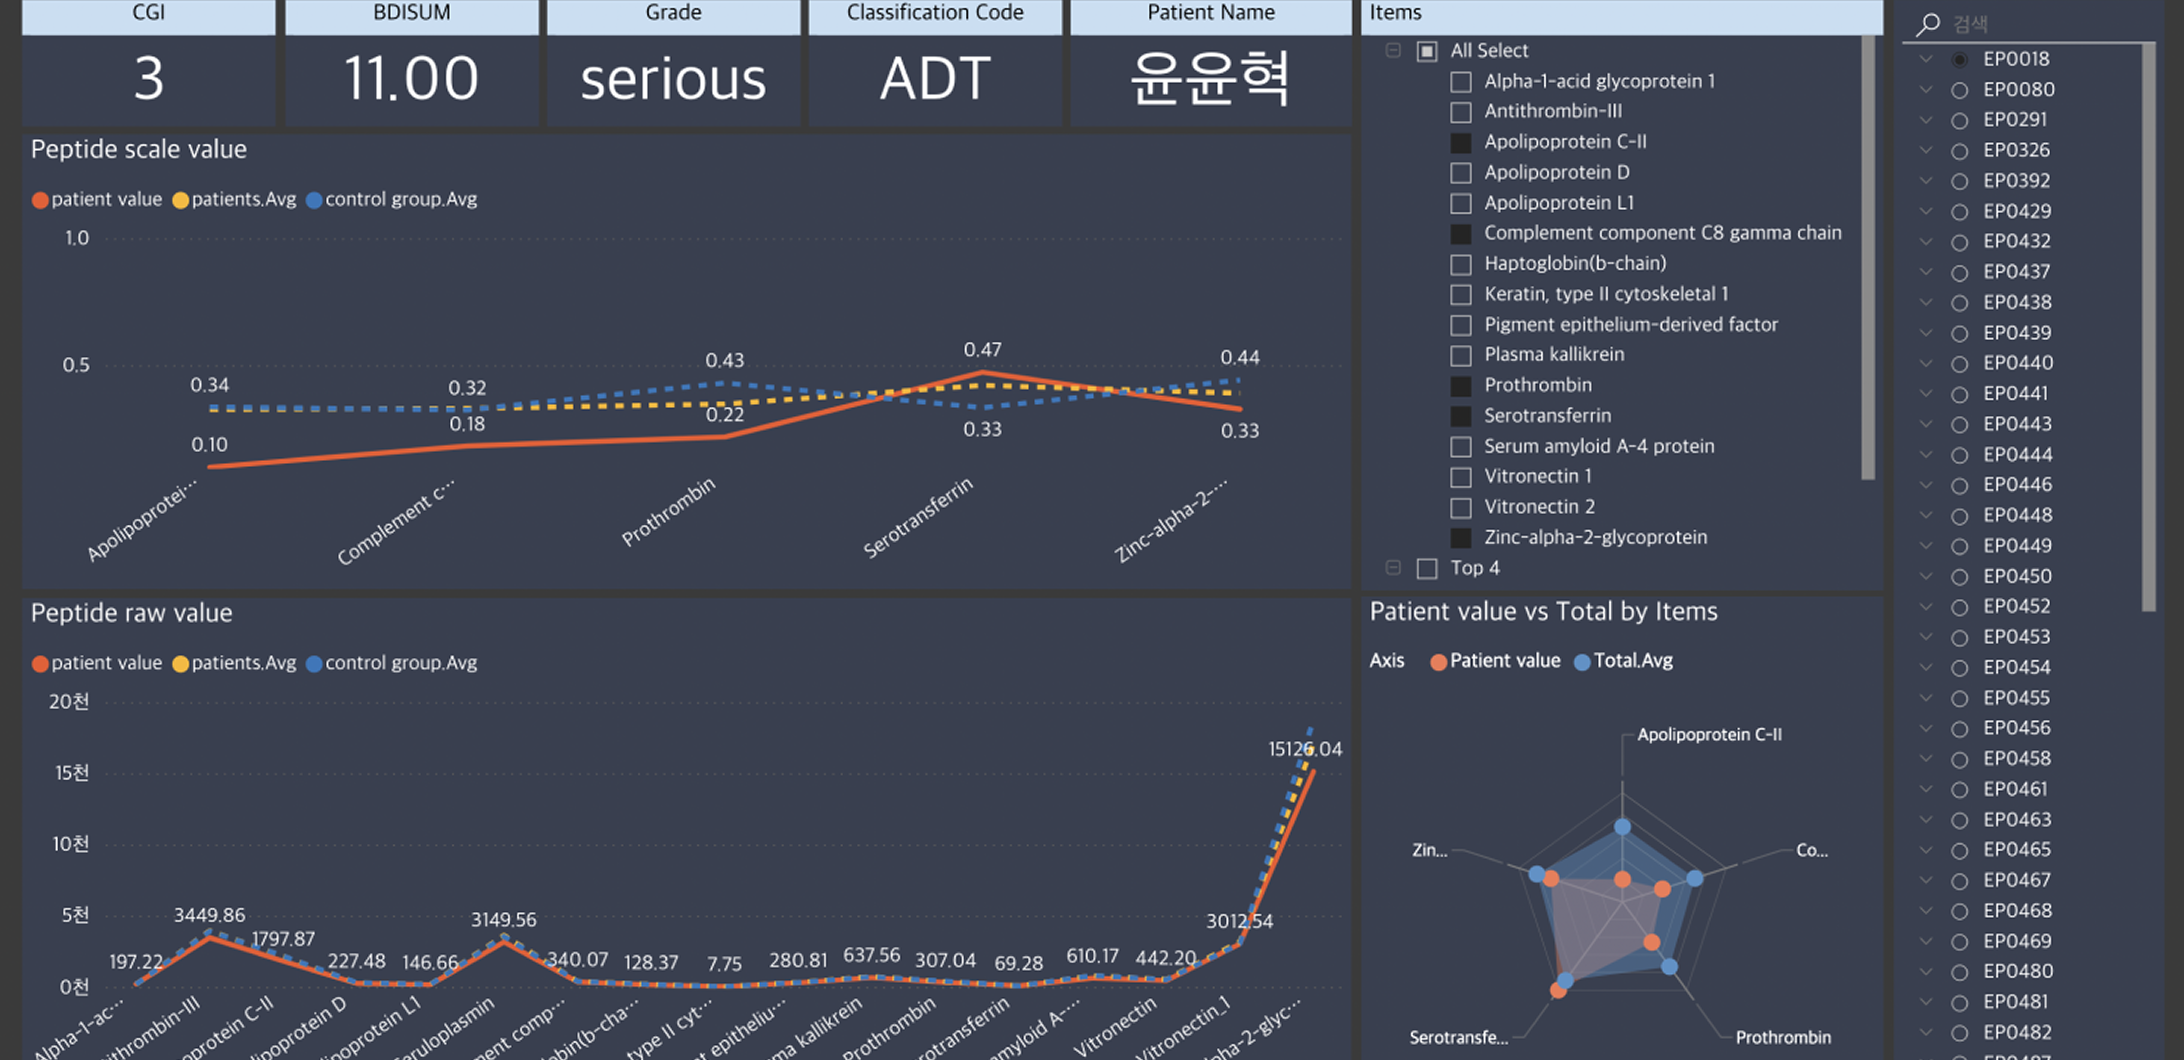 CGI
3
BDISUM
11.00
Grade
serious
Classification Code
ADT
Patient Name
윤윤혁
Peptide scale value
patient value patients.Avg control group.Avg
1.0
0.5
0.34
0.10
0.32
0.18
0.43
0.22
0.47
0.33
0.44
0.33
Apolipoprotei…
Complement c…
Prothrombin
Serotransferrin
Zinc-alpha-2-…
Peptide raw value
patient value patients.Avg control group.Avg
20천
15천
10천
5천
0천
197.22
3449.86
1797.87
227.48
146.66
3149.56
340.07
128.37
7.75
280.81
637.56
307.04
69.28
610.17
442.20
3012.54
15126.04
Alpha-1-ac…
ithrombin-III
oprotein C-II
lipoprotein D
lipoprotein L1
eruloplasmin
ment comp…
obin(b-cha…
type II cyt…
t epitheliu…
ma kallikrein
Prothrombin
rotransferrin
amyloid A-…
Vitronectin
Vitronectin_1
pha-2-glyc…
Items
All Select
Alpha-1-acid glycoprotein 1
Antithrombin-III
Apolipoprotein C-II
Apolipoprotein D
Apolipoprotein L1
Complement component C8 gamma chain
Haptoglobin(b-chain)
Keratin, type II cytoskeletal 1
Pigment epithelium-derived factor
Plasma kallikrein
Prothrombin
Serotransferrin
Serum amyloid A-4 protein
Vitronectin 1
Vitronectin 2
Zinc-alpha-2-glycoprotein
Top 4
Patient value vs Total by Items
Axis Patient value Total.Avg
Apolipoprotein C-II
Zin...
Co...
Serotransfe...
Prothrombin
검색
EP0018
EP0080
EP0291
EP0326
EP0392
EP0429
EP0432
EP0437
EP0438
EP0439
EP0440
EP0441
EP0443
EP0444
EP0446
EP0448
EP0449
EP0450
EP0452
EP0453
EP0454
EP0455
EP0456
EP0458
EP0461
EP0463
EP0465
EP0467
EP0468
EP0469
EP0480
EP0481
EP0482